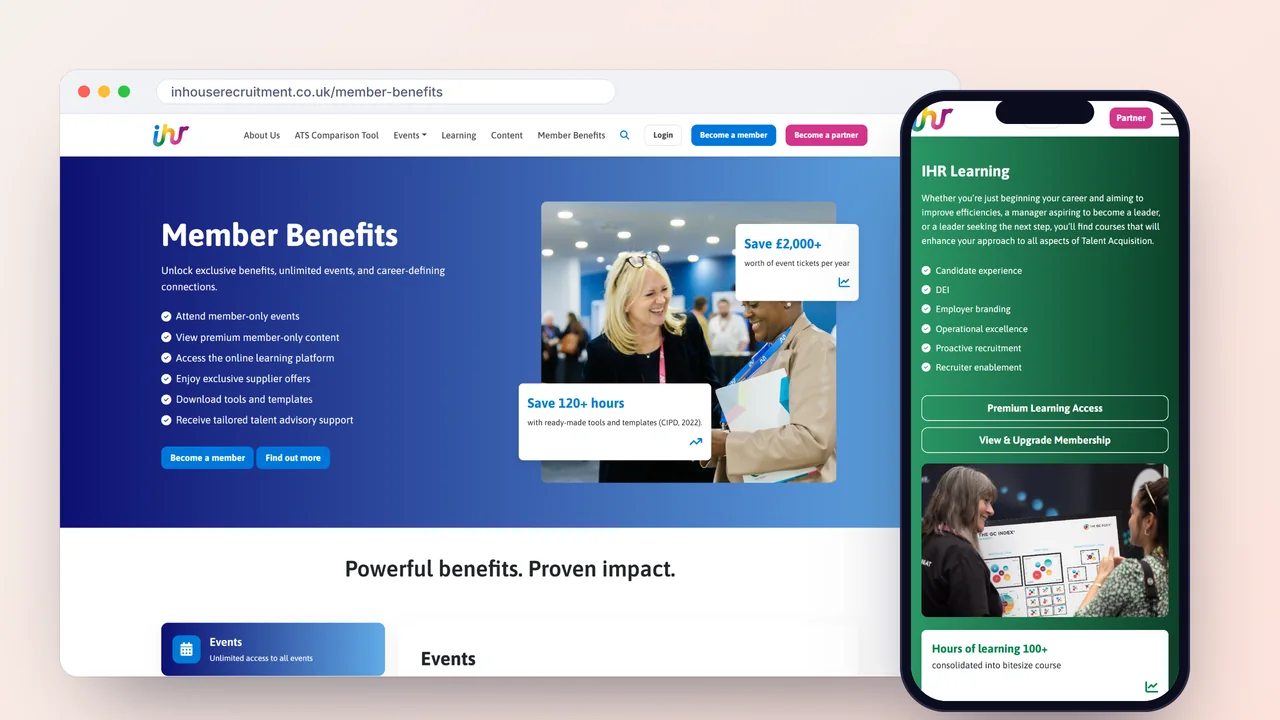 inhouserecruitment.co.uk/member-benefits
ihr
About Us
ATS Comparison Tool
Events
Learning
Content
Member Benefits
Login
Become a member
Become a partner
Member Benefits
Unlock exclusive benefits, unlimited events, and career-defining
connections.
Attend member-only events
View premium member-only content
Access the online learning platform
Enjoy exclusive supplier offers
Download tools and templates
Receive tailored talent advisory support
Become a member
Find out more
Save £2,000+
worth of event tickets per year
Save 120+ hours
with ready-made tools and templates (CIPD, 2022).
Powerful benefits. Proven impact.
Events
Unlimited access to all events
Events
ihr
Partner
IHR Learning
Whether you're just beginning your career and aiming to
improve efficiencies, a manager aspiring to become a leader,
or a leader seeking the next step, you'll find courses that will
enhance your approach to all aspects of Talent Acquisition.
Candidate experience
DEI
Employer branding
Operational excellence
Proactive recruitment
Recruiter enablement
Premium Learning Access
View & Upgrade Membership
THE GC INDEX
Hours of learning 100+
consolidated into bitesize course